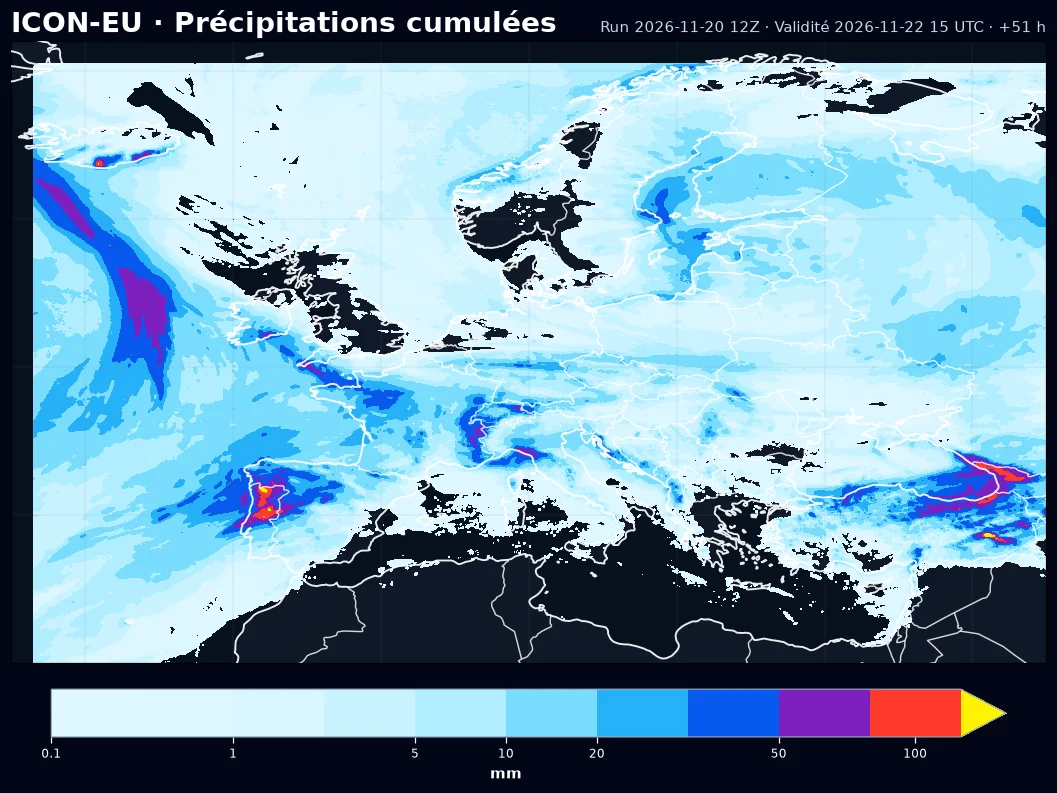 ICON-EU · Précipitations cumulées
Run 2026-11-20 12Z · Validité 2026-11-22 15 UTC · +51 h
0.1 1 5 10 20 50 100
mm